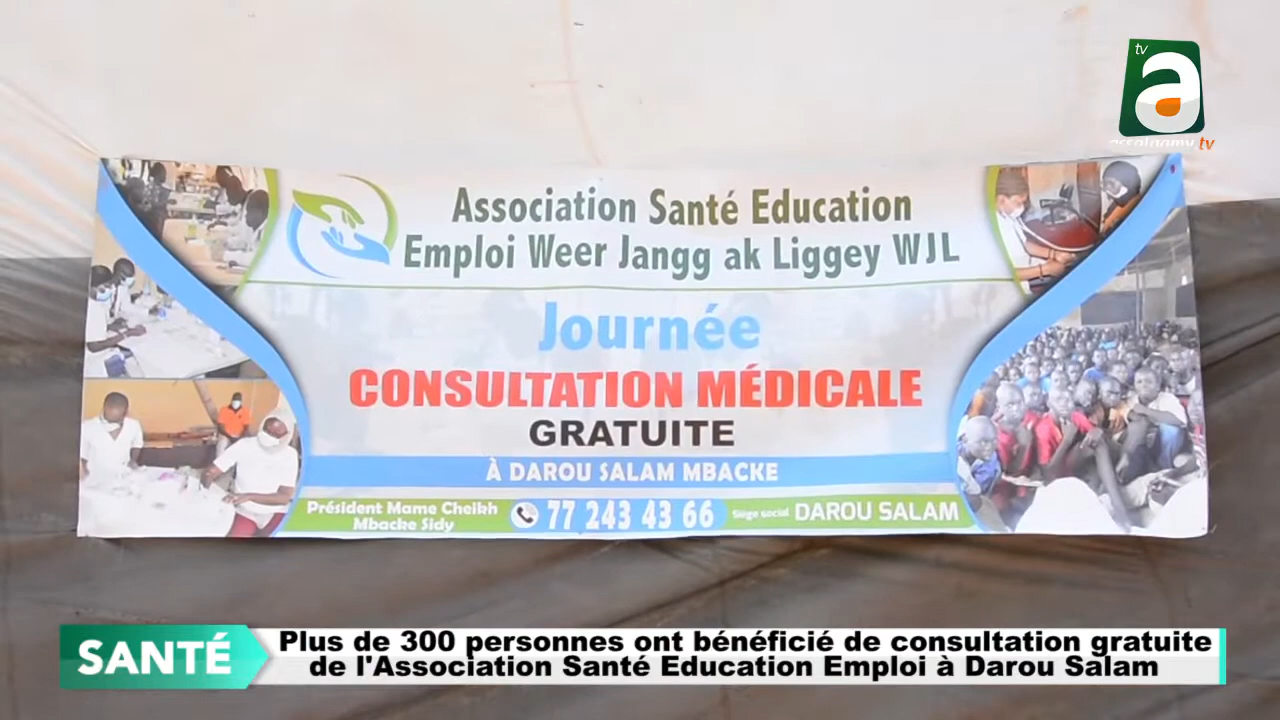 tv
a
tv
Association Santé Education
Emploi Weer Jangg ak Liggey WJL
Journée
CONSULTATION MÉDICALE
GRATUITE
À DAROU SALAM MBACKE
Président Mame Cheikh
Mbacke Sidy
77 243 43 66
Siège social DAROU SALAM
SANTÉ
Plus de 300 personnes ont bénéficié de consultation gratuite
de l'Association Santé Education Emploi à Darou Salam